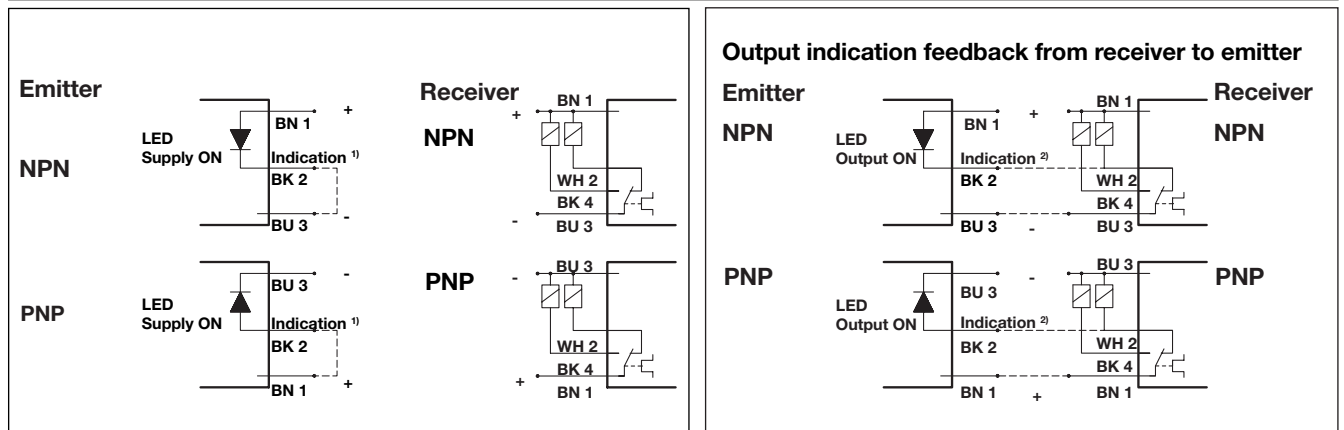 Emitter
NPN
LED
Supply ON
BN 1
+
Indication 1)
BK 2
BU 3
-
Receiver
NPN
+
BN 1
WH 2
BK 4
-
BU 3
PNP
LED
Supply ON
BU 3
-
Indication 1)
BK 2
BN 1
+
PNP
-
BU 3
WH 2
BK 4
+
BN 1
Output indication feedback from receiver to emitter
Emitter
NPN
LED
Output ON
BN 1
+
Indication 2)
BK 2
BU 3
-
BN 1
WH 2
BK 4
BU 3
Receiver
NPN
PNP
LED
Output ON
BU 3
-
Indication 2)
BK 2
BN 1
+
BU 3
WH 2
BK 4
BN 1
PNP